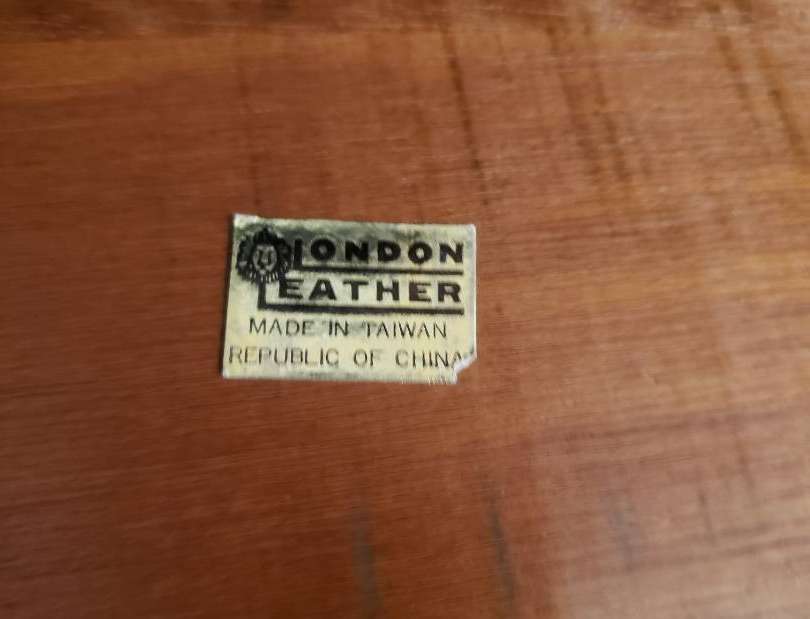 LONDON
LEATHER
MADE IN TAIWAN
REPUBLIC OF CHINA